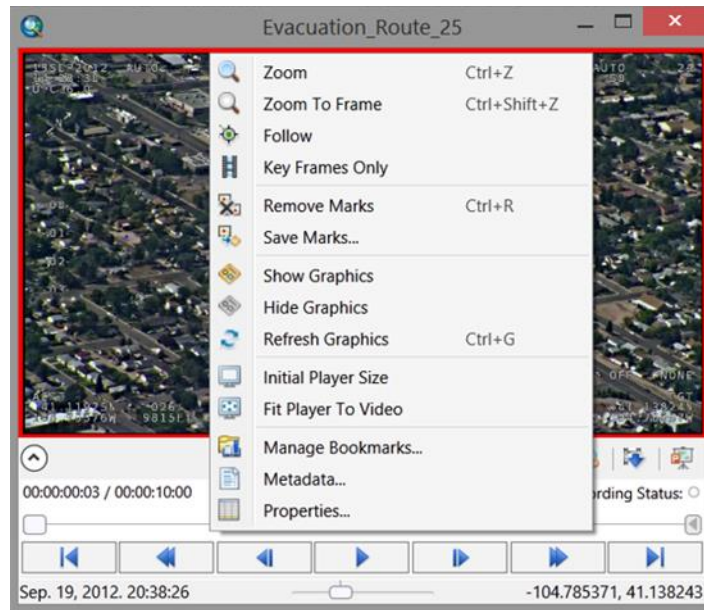 Evacuation_Route_25
Zoom Ctrl+Z
Zoom To Frame Ctrl+Shift+Z
Follow
Key Frames Only
Remove Marks Ctrl+R
Save Marks...
Show Graphics
Hide Graphics
Refresh Graphics Ctrl+G
Initial Player Size
Fit Player To Video
Manage Bookmarks...
Metadata...
Properties...
00:00:00:03 / 00:00:10:00
Status:
Sep. 19, 2012. 20:38:26 -104.785371, 41.138243